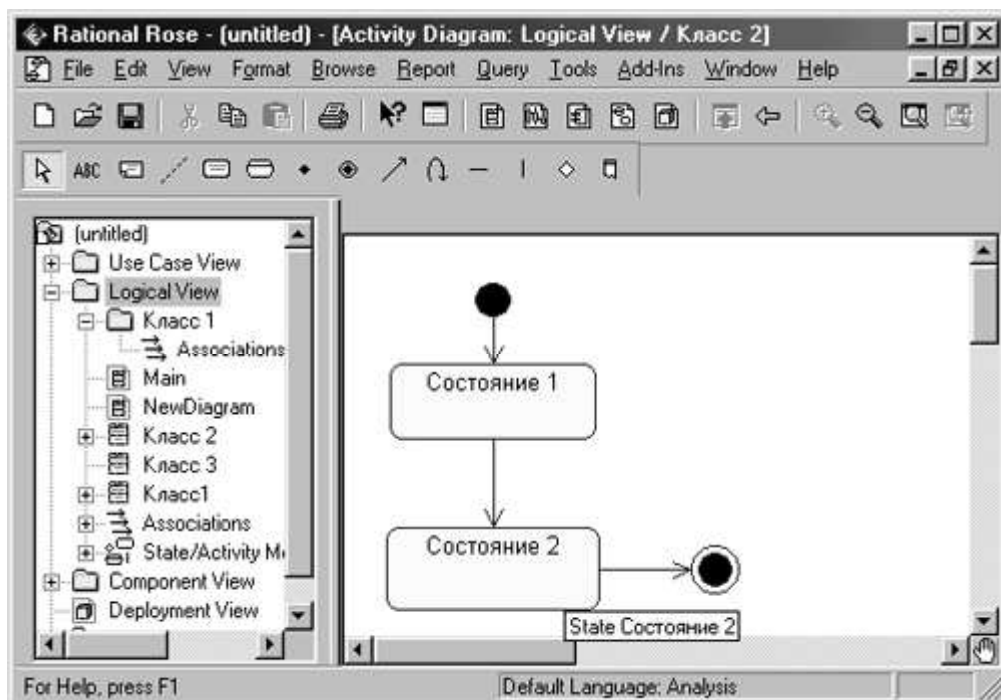 Rational Rose - (untitled) - [Activity Diagram: Logical View / Класс 2]
File Edit View Format Browse Report Query Tools Add-Ins Window Help
ABC
(untitled)
Use Case View
Logical View
Класс 1
Associations
Main
NewDiagram
Класс 2
Класс 3
Класс1
Associations
State/Activity M
Component View
Deployment View
Состояние 1
Состояние 2
State Состояние 2
For Help, press F1
Default Language: Analysis